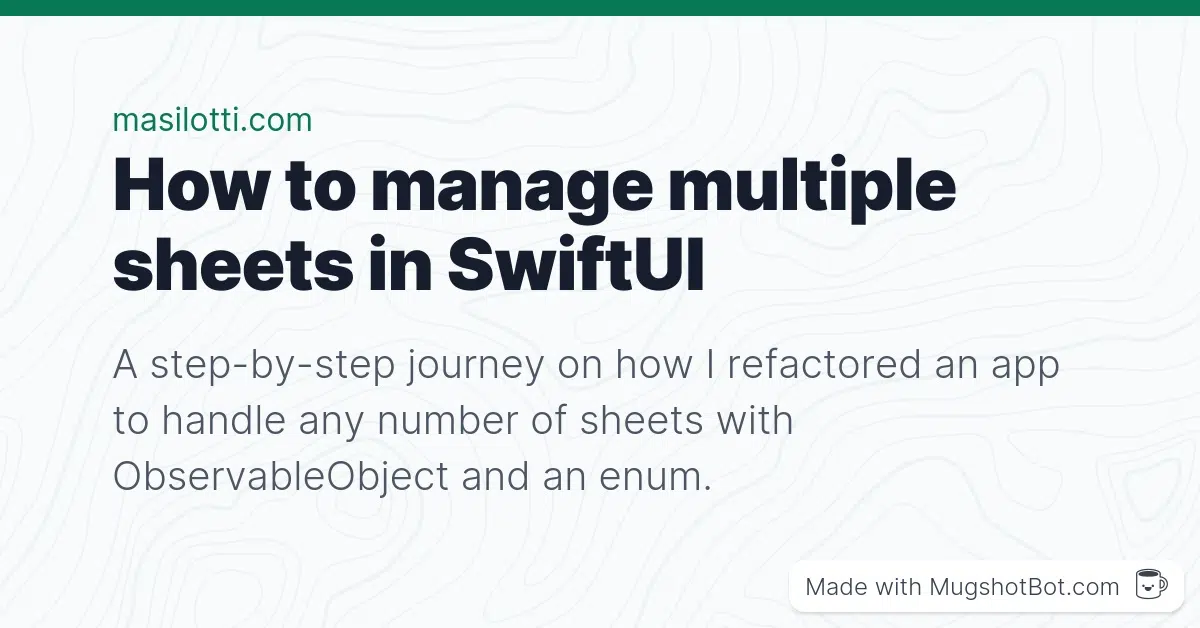 masilotti.com
How to manage multiple
sheets in SwiftUI
A step-by-step journey on how I refactored an app
to handle any number of sheets with
ObservableObject and an enum.
Made with MugshotBot.com